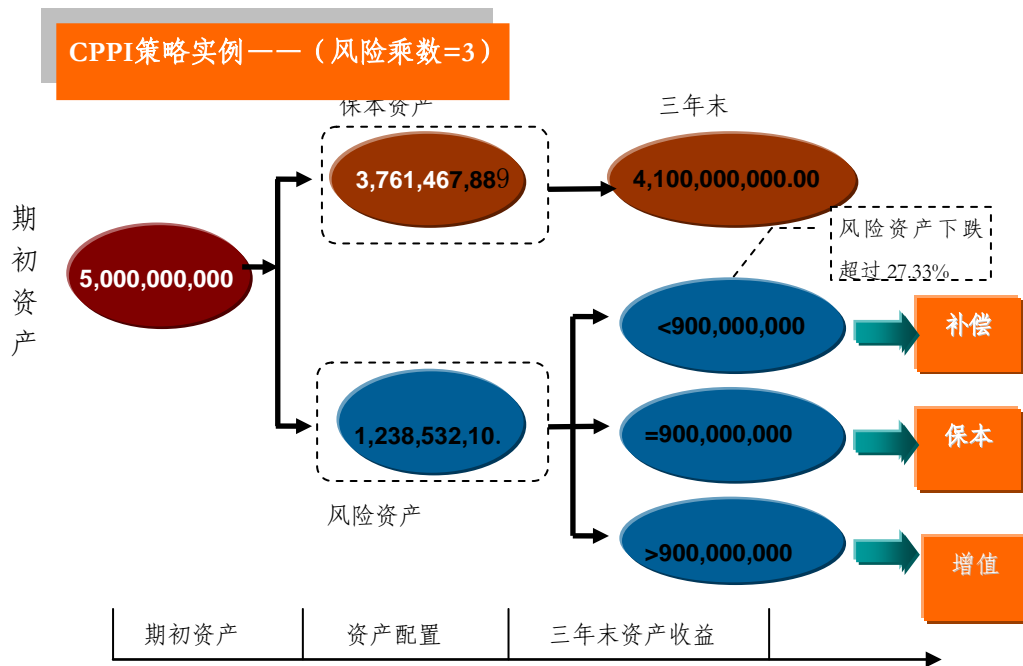 CPPI策略实例——（风险乘数=3）
保本资产
三年末
3,761,467,889
4,100,000,000.00
期初资产
5,000,000,000
风险资产下跌
超过 27.33%
<900,000,000
补偿
1,238,532,10.
=900,000,000
保本
风险资产
>900,000,000
增值
期初资产
资产配置
三年末资产收益